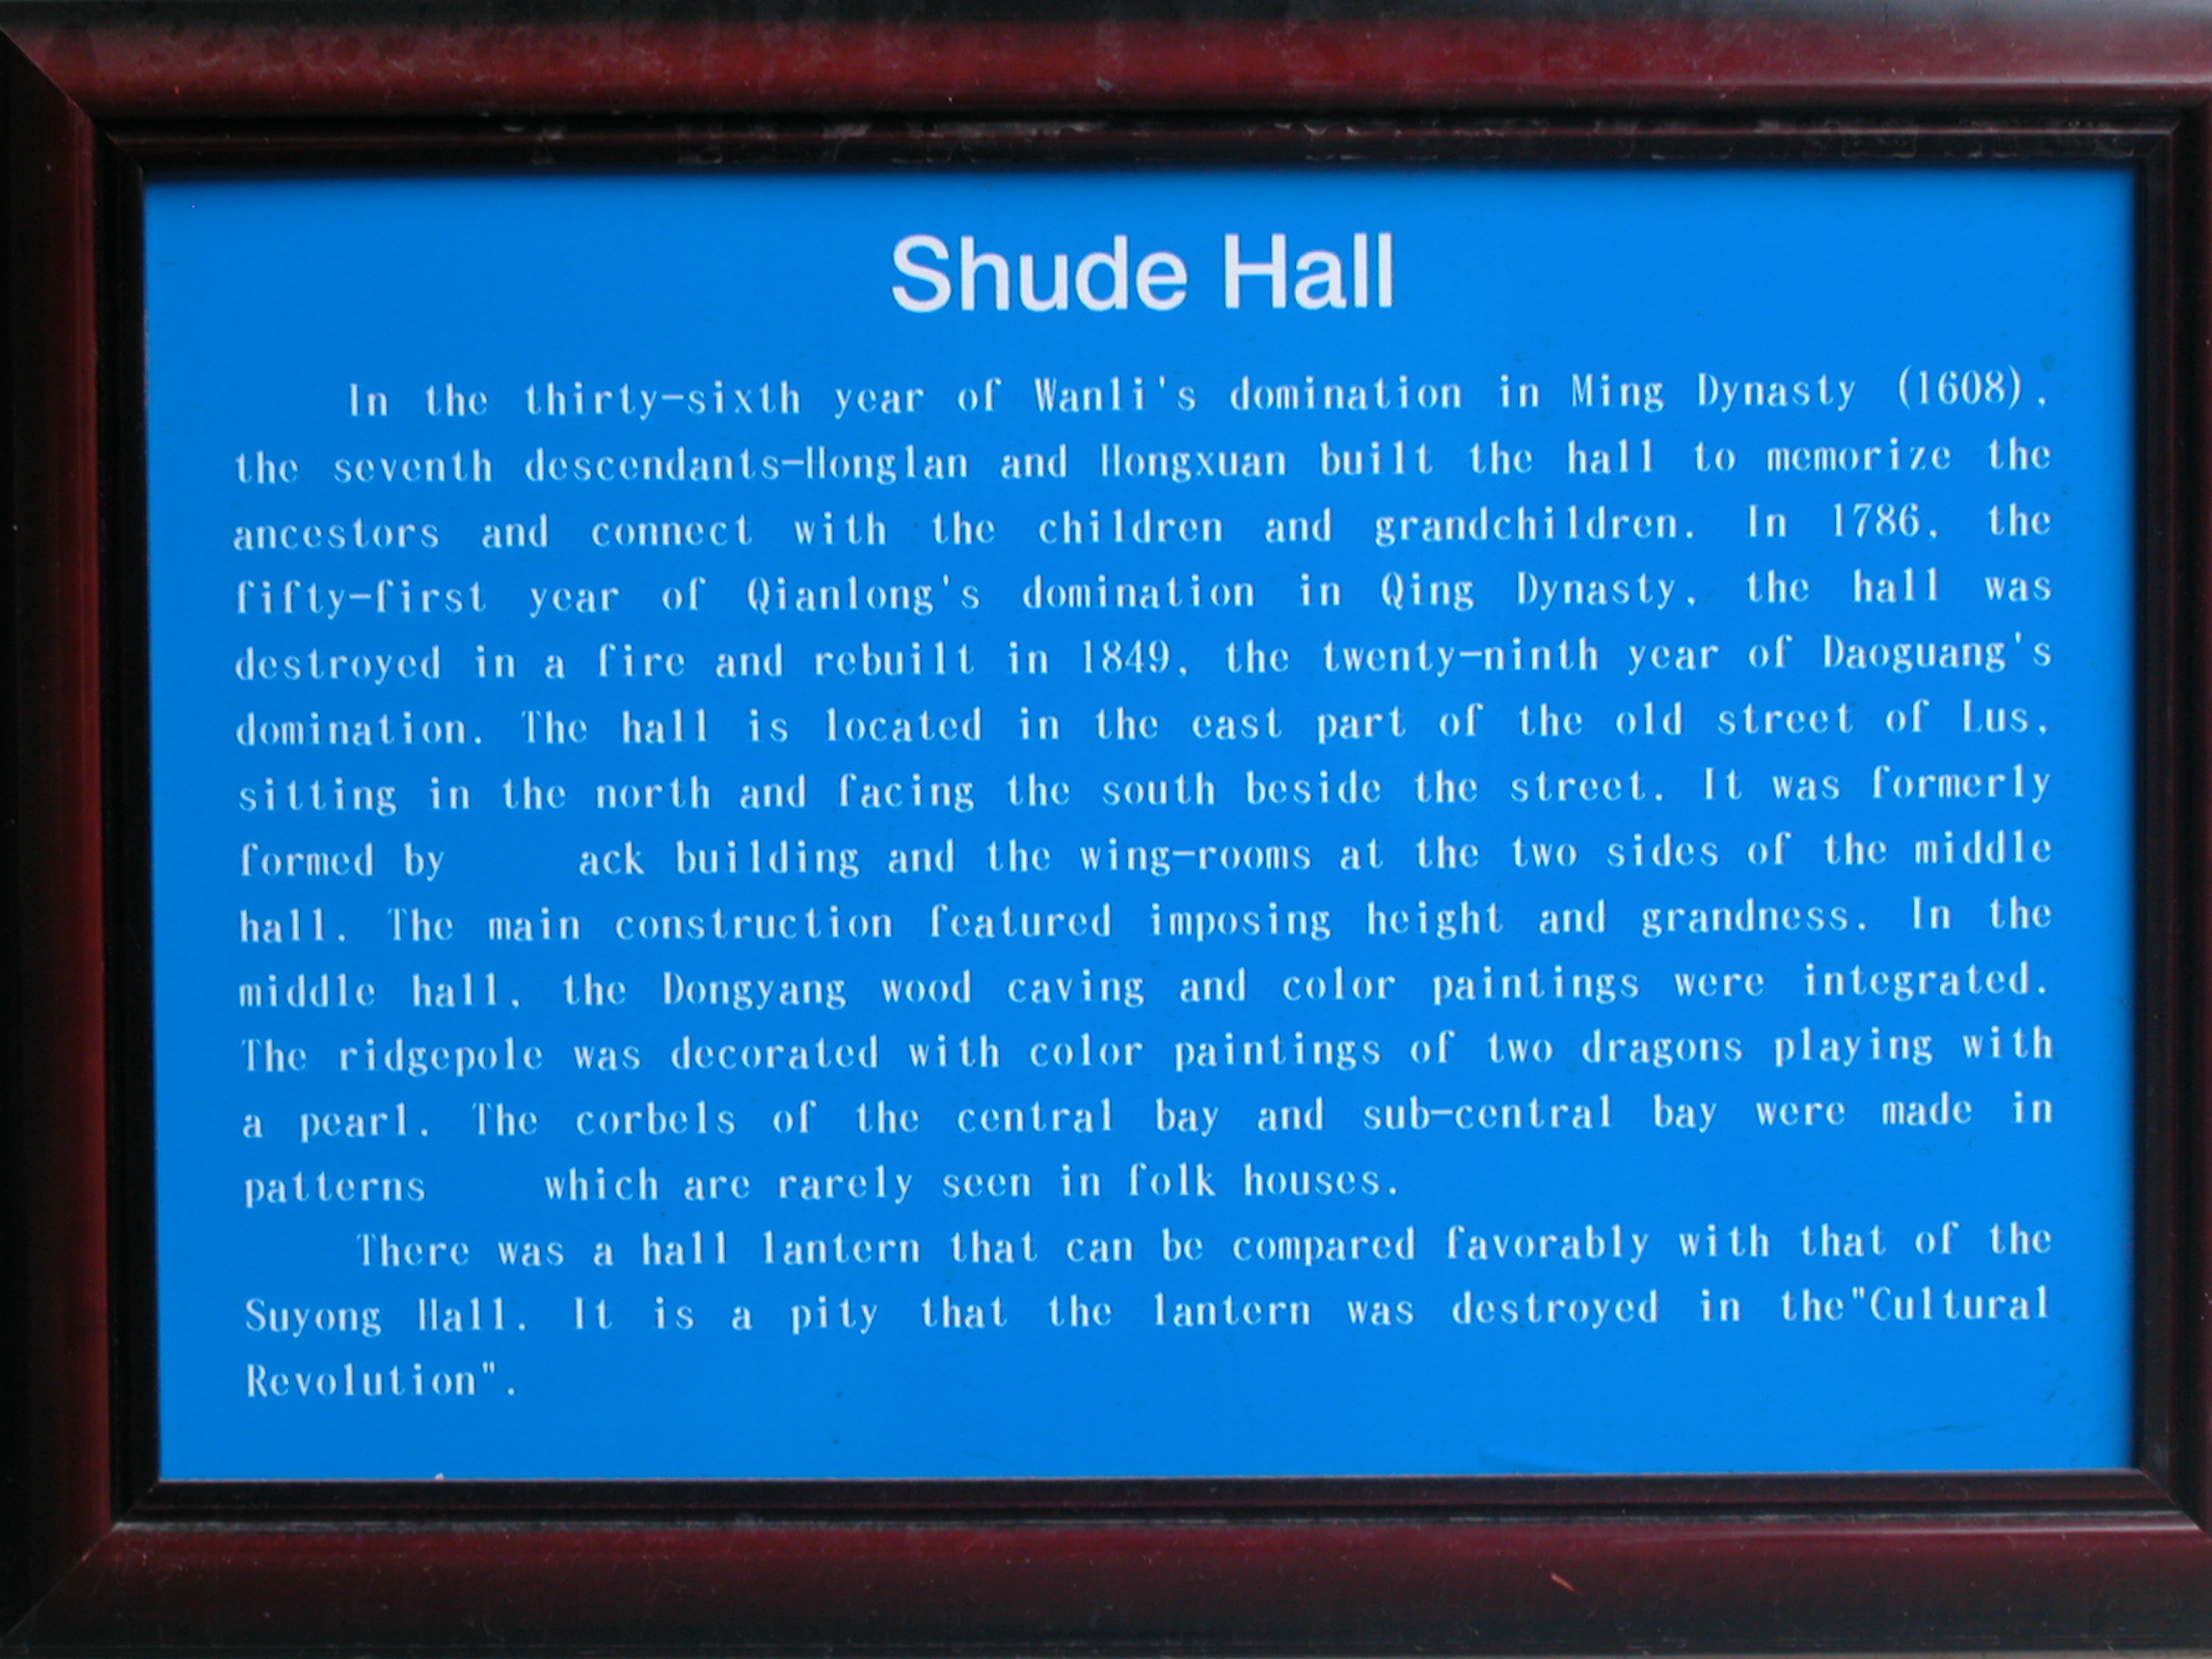 Shude Hall
In the thirty-sixth year of Wanli's domination in Ming Dynasty (1608),
the seventh descendants-Honglan and Hongxuan built the hall to memorize the
ancestors and connect with the children and grandchildren. In 1786, the
fifty-first year of Qianlong's domination in Qing Dynasty, the hall was
destroyed in a fire and rebuilt in 1849, the twenty-ninth year of Daoguang's
domination. The hall is located in the east part of the old street of Lus,
sitting in the north and facing the south beside the street. It was formerly
formed by ack building and the wing-rooms at the two sides of the middle
hall. The main construction featured imposing height and grandness. In the
middle hall, the Dongyang wood caving and color paintings were integrated.
The ridgepole was decorated with color paintings of two dragons playing with
a pearl. The corbels of the central bay and sub-central bay were made in
patterns which are rarely seen in folk houses.
There was a hall lantern that can be compared favorably with that of the
Suyong Hall. It is a pity that the lantern was destroyed in the"Cultural
Revolution".